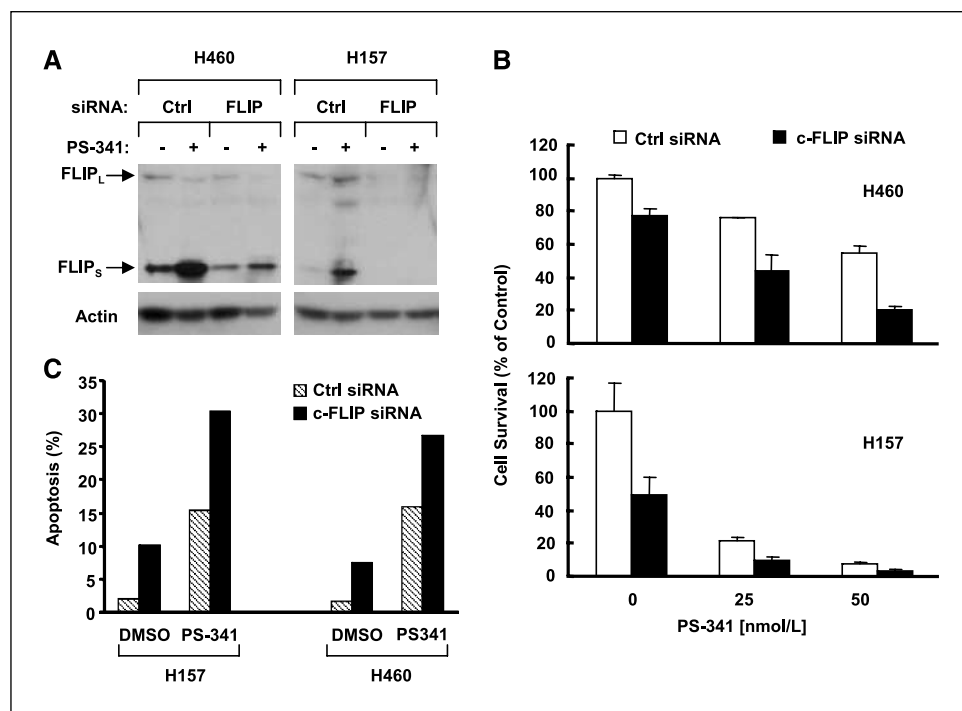 A
H460
H157
siRNA:
Ctrl
FLIP
Ctrl
FLIP
PS-341:
-
+
-
+
-
+
-
+
FLIPL
FLIPS
Actin
B
Ctrl siRNA
c-FLIP siRNA
H460
120
100
80
60
40
20
0
H157
120
100
80
60
40
20
0
Cell Survival (% of Control)
0
25
50
PS-341 [nmol/L]
C
Ctrl siRNA
c-FLIP siRNA
35
30
25
20
15
10
5
0
Apoptosis (%)
DMSO PS-341
DMSO PS341
H157
H460